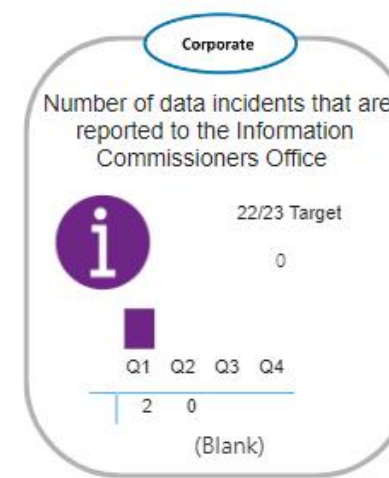 Corporate
Number of data incidents that are
reported to the Information
Commissioners Office
i
22/23 Target
0
Q1 Q2 Q3 Q4
2 0
(Blank)